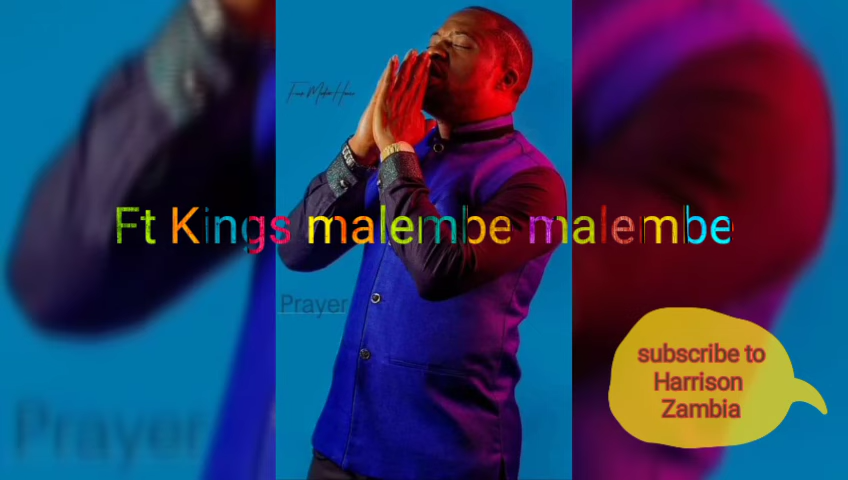 Ft Kings malembe malembe
Prayer
subscribe to
Harrison
Zambia
Prayer